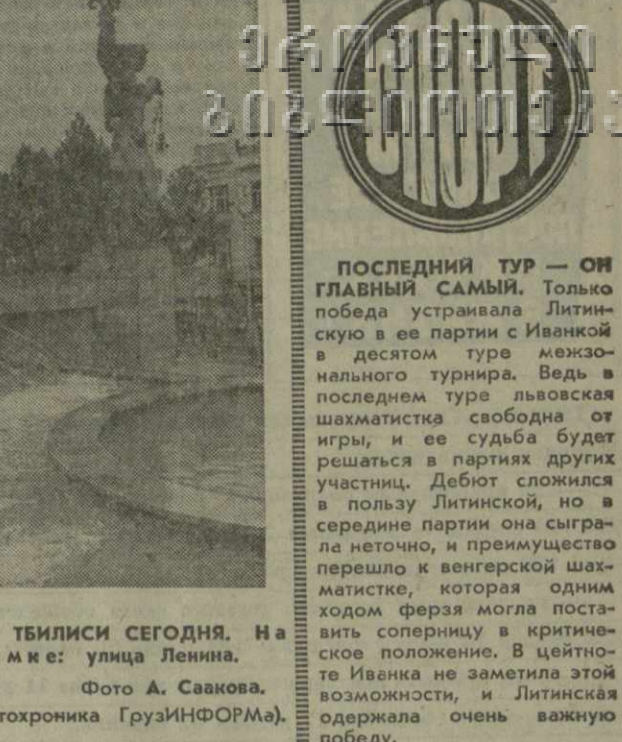 ეროვნული
ბიბლიოთეკა
СПОРТ
ПОСЛЕДНИЙ ТУР — ОН
ГЛАВНЫЙ САМЫЙ. Только
победа устраивала Литин-
скую в ее партии с Иванкой
в десятом туре межзо-
нального турнира. Ведь в
последнем туре львовская
шахматистка свободна от
игры, и ее судьба будет
решаться в партиях других
участниц. Дебют сложился
в пользу Литинской, но в
середине партии она сыгра-
ла неточно, и преимущество
перешло к венгерской шах-
матистке, которая одним
ходом ферзя могла поста-
вить соперницу в критиче-
ское положение. В цейтно-
те Иванка не заметила этой
возможности, и Литинская
одержала очень важную
победу.
ТБИЛИСИ СЕГОДНЯ. На
мке: улица Ленина.
Фото А. Саакова.
тохроника ГрузИНФОРМа).